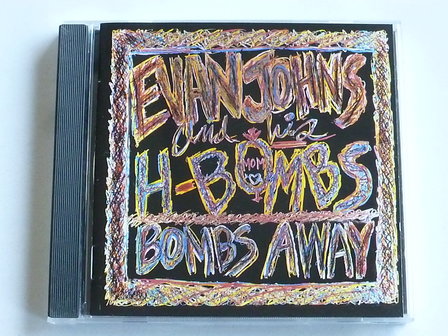 EVAN JOHNS
and his
H-BOMBS
MOM
BOMBS AWAY